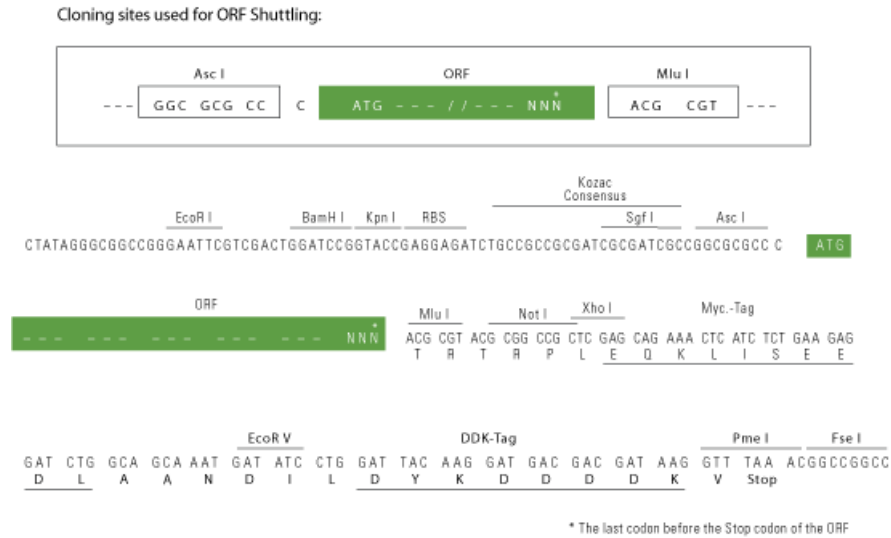 Cloning sites used for ORF Shuttling:
Asc I ORF Mlu I
--- GGC GCG CC C ATG --- // --- NNN* ACG CGT ---
Kozac
Consensus
EcoR I BamH I Kpn I RBS Sgf I Asc I
CTATAGGGCGGCCGGGAATTCGTCGACTGGATCCGGTACCGAGGAGATCTGCCGCCGCGATCGCGATCGCCGGCGCGCC C ATG
ORF Mlu I Not I Xho I Myc.-Tag
--- --- --- --- --- NNN* ACG CGT ACG CGG CCG CTC GAG CAG AAA CTC ATC TCT GAA GAG
T R T R P L E Q K L I S E E
EcoR V DDK-Tag Pme I Fse I
GAT CTG GCA GCA AAT GAT ATC CTG GAT TAC AAG GAT GAC GAC GAT AAG GTT TAA ACGGCCGGCC
D L A A N D I L D Y K D D D D K V Stop
* The last codon before the Stop codon of the ORF